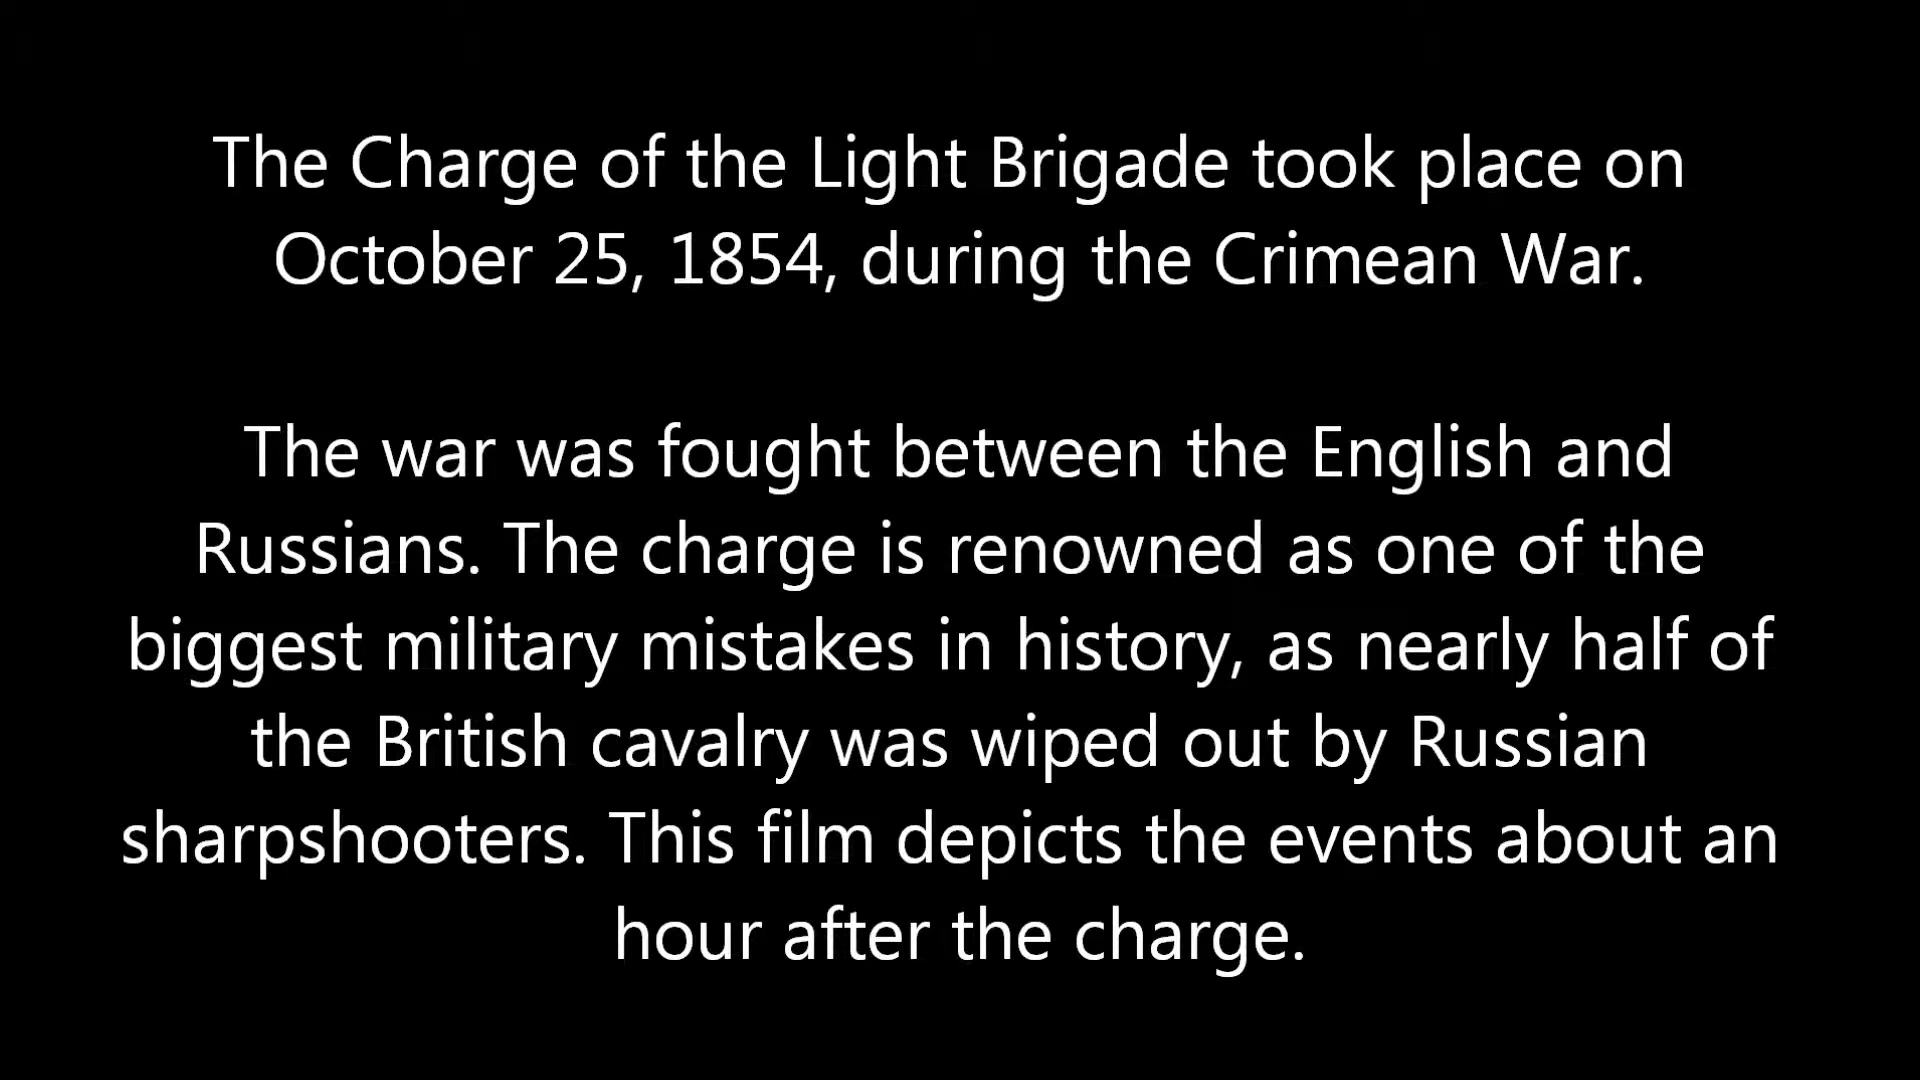 The Charge of the Light Brigade took place on
October 25, 1854, during the Crimean War.
The war was fought between the English and
Russians. The charge is renowned as one of the
biggest military mistakes in history, as nearly half of
the British cavalry was wiped out by Russian
sharpshooters. This film depicts the events about an
hour after the charge.